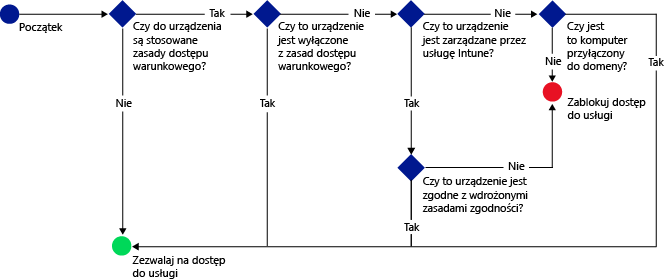 Początek
Czy do urządzenia
są stosowane
zasady dostępu
warunkowego?
Tak
Nie
Czy to urządzenie
jest wyłączone
z zasad dostępu
warunkowego?
Nie
Tak
Czy to urządzenie
jest zarządzane przez
usługę Intune?
Nie
Tak
Czy jest
to komputer
przyłączony
do domeny?
Nie
Tak
Zablokuj dostęp
do usługi
Czy to urządzenie jest
zgodne z wdrożonymi
zasadami zgodności?
Nie
Tak
Zezwalaj na dostęp
do usługi